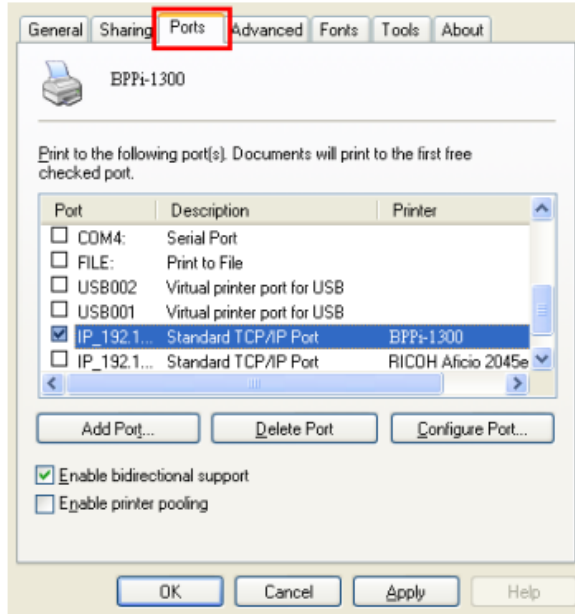 General Sharing Ports Advanced Fonts Tools About
BPPi-1300
Print to the following port(s). Documents will print to the first free
checked port.
Port Description Printer
COM4: Serial Port
FILE: Print to File
USB002 Virtual printer port for USB
USB001 Virtual printer port for USB
IP_192.1... Standard TCP/IP Port BPPi-1300
IP_192.1... Standard TCP/IP Port RICOH Aficio 2045e
Add Port... Delete Port Configure Port...
Enable bidirectional support
Enable printer pooling
OK Cancel Apply Help